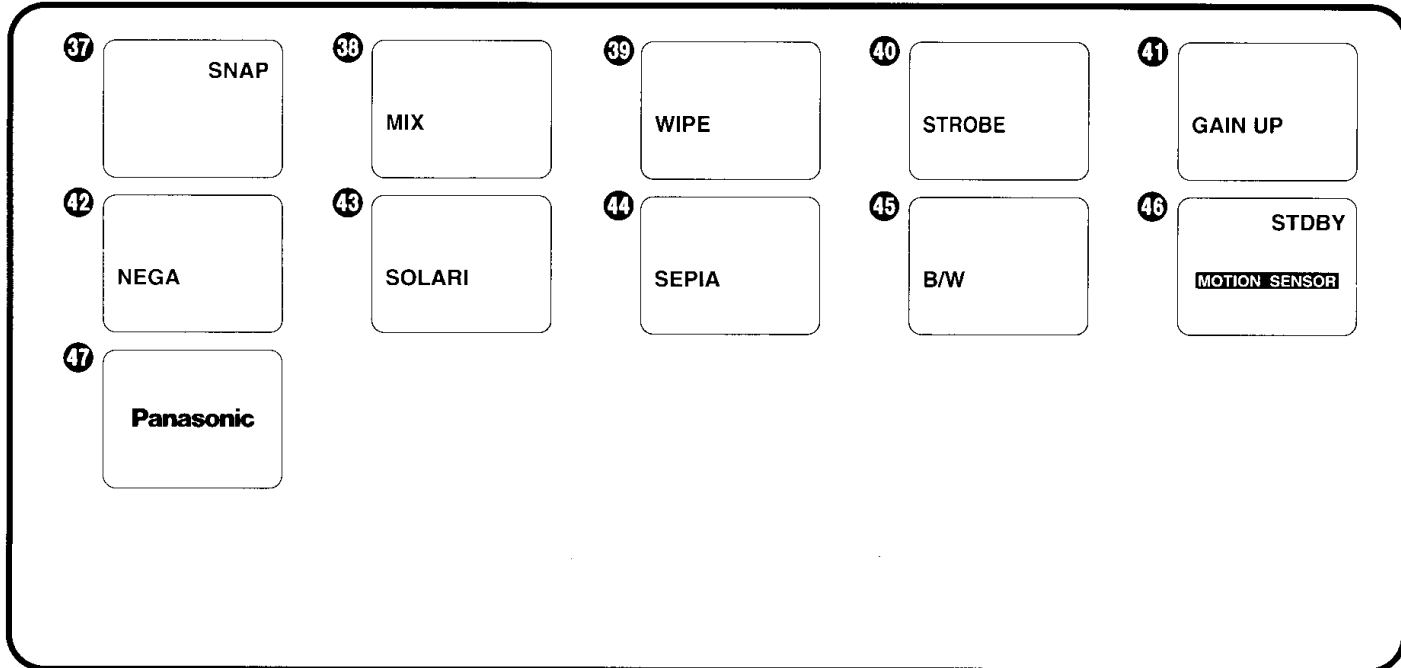 37 SNAP
38 MIX
39 WIPE
40 STROBE
41 GAIN UP
42 NEGA
43 SOLARI
44 SEPIA
45 B/W
46 STDBY
MOTION SENSOR
47 Panasonic